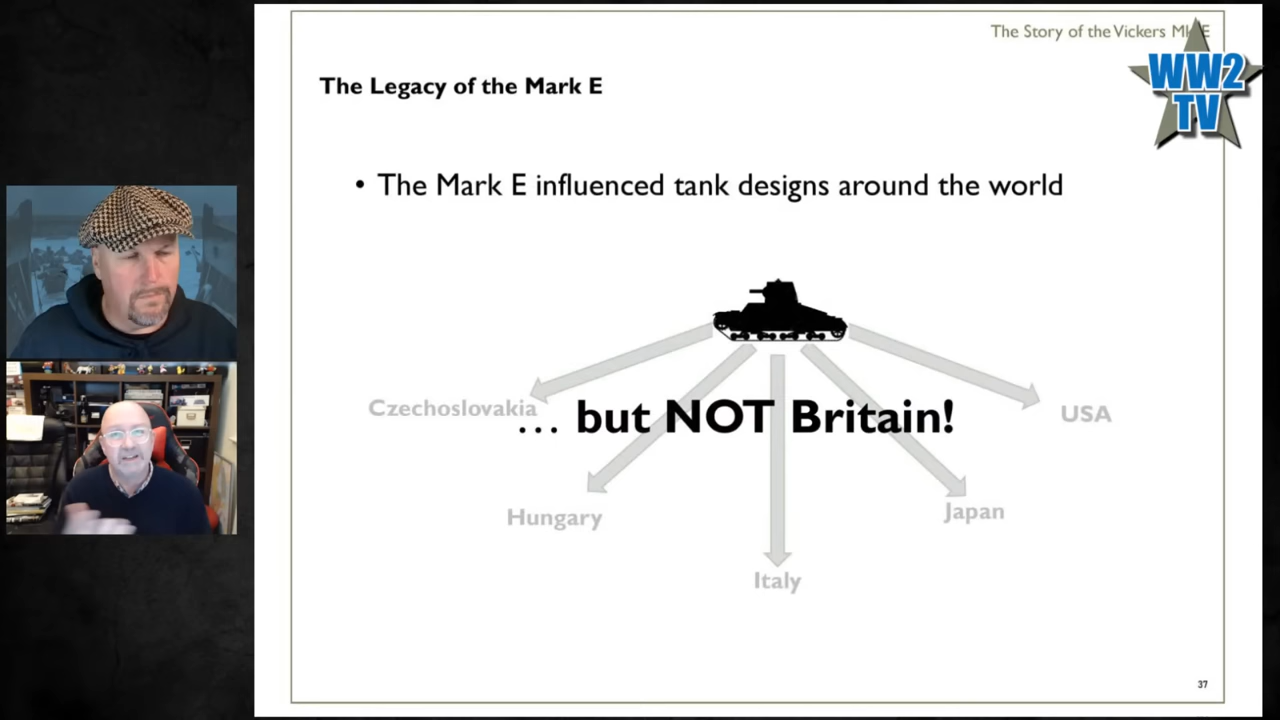 The Story of the Vickers Mk E
WW2
TV
The Legacy of the Mark E
• The Mark E influenced tank designs around the world
Czechoslovakia
… but NOT Britain!
USA
Hungary
Japan
Italy
37